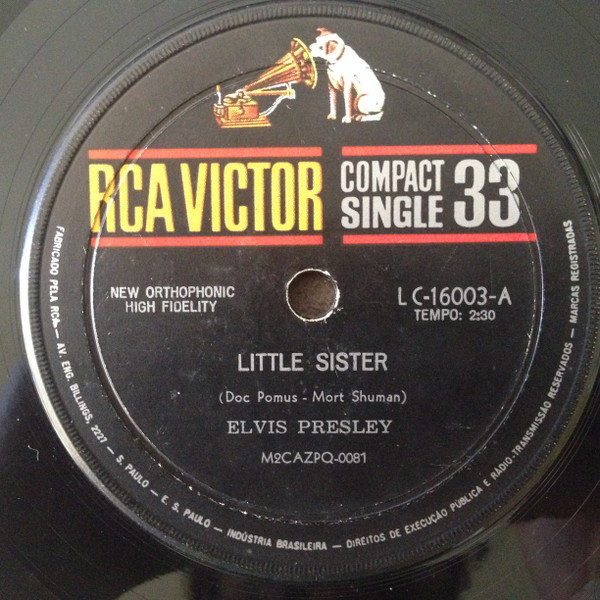 RCA VICTOR
COMPACT
SINGLE 33
NEW ORTHOPHONIC
HIGH FIDELITY
LC-16003-A
TEMPO: 2:30
LITTLE SISTER
(Doc Pomus - Mort Shuman)
ELVIS PRESLEY
M2CAZPQ-0081
FABRICADO PELA RCA — AV. ENG. BILLINGS, 2227 — S. PAULO — E. S. PAULO — INDÚSTRIA BRASILEIRA — DIREITOS DE EXECUÇÃO PÚBLICA E RÁDIO-TRANSMISSÃO RESERVADOS — MARCAS REGISTRADAS